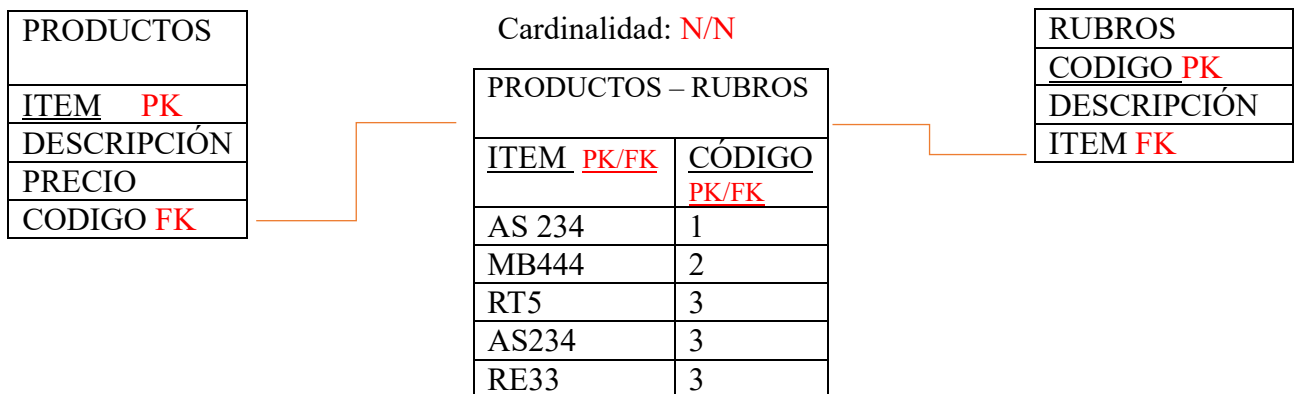 PRODUCTOS
ITEM PK
DESCRIPCIÓN
PRECIO
CODIGO FK
Cardinalidad: N/N
PRODUCTOS – RUBROS
ITEM PK/FK
CÓDIGO
PK/FK
AS 234 1
MB444 2
RT5 3
AS234 3
RE33 3
RUBROS
CODIGO PK
DESCRIPCIÓN
ITEM FK